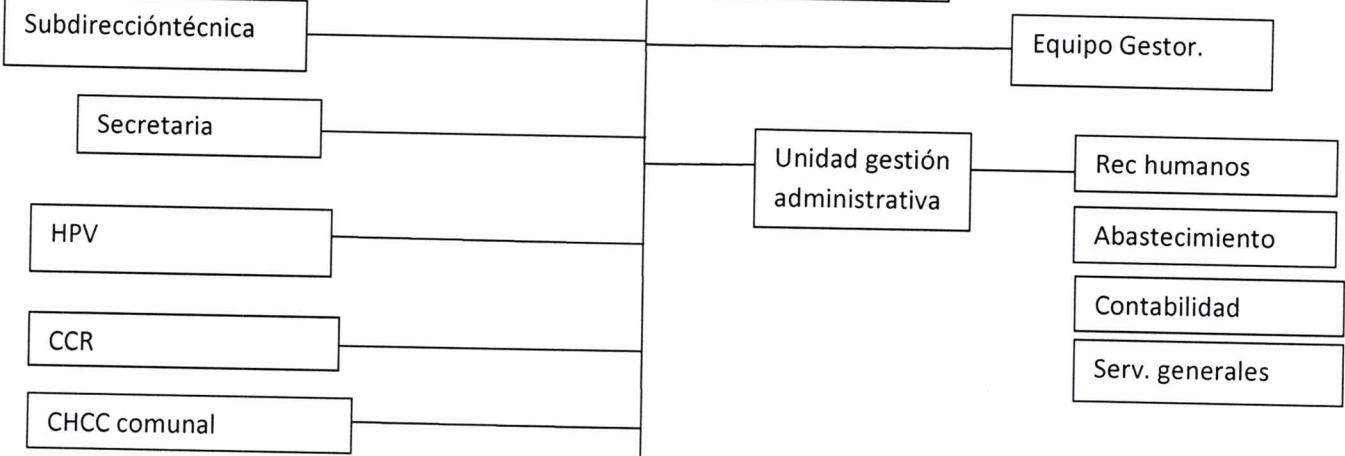 Subdireccióntécnica
Equipo Gestor.
Secretaria
Unidad gestión
administrativa
Rec humanos
HPV
Abastecimiento
Contabilidad
CCR
Serv. generales
CHCC comunal